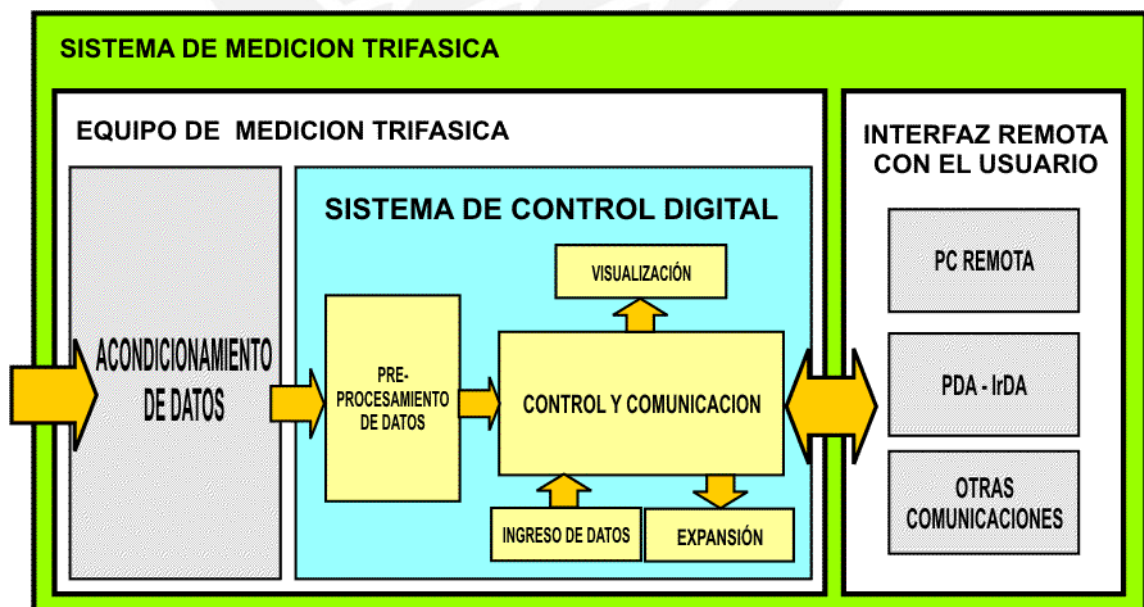 SISTEMA DE MEDICION TRIFASICA
EQUIPO DE MEDICION TRIFASICA
ACONDICIONAMIENTO
DE DATOS
SISTEMA DE CONTROL DIGITAL
VISUALIZACIÓN
PRE-
PROCESAMIENTO
DE DATOS
CONTROL Y COMUNICACION
INGRESO DE DATOS
EXPANSIÓN
INTERFAZ REMOTA
CON EL USUARIO
PC REMOTA
PDA - IrDA
OTRAS
COMUNICACIONES